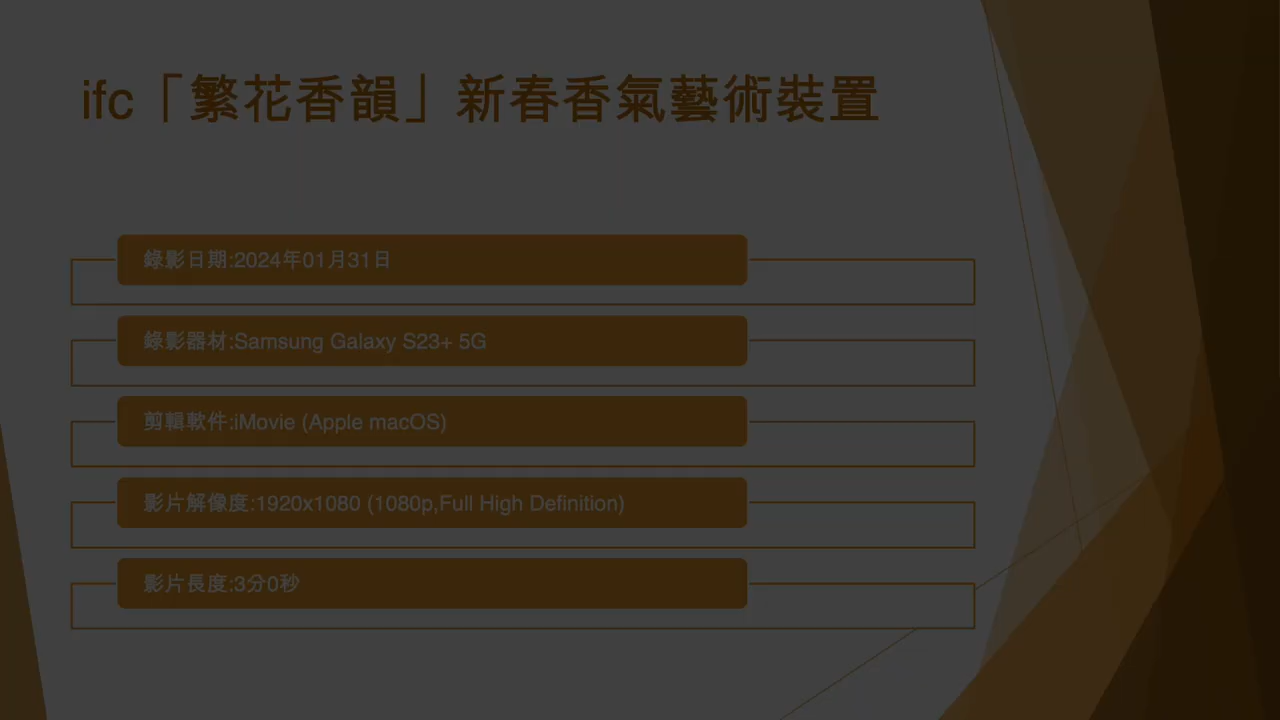 ifc「繁花香韻」新春香氣藝術裝置
錄影日期:2024年01月31日
錄影器材:Samsung Galaxy S23+ 5G
剪輯軟件:iMovie (Apple macOS)
影片解像度:1920x1080 (1080p,Full High Definition)
影片長度:3分0秒